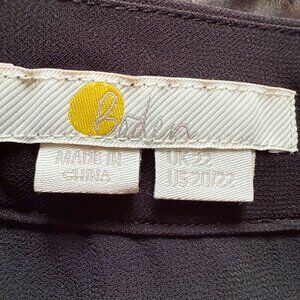 Boden
MADE IN
CHINA
UK 22
US 20/22